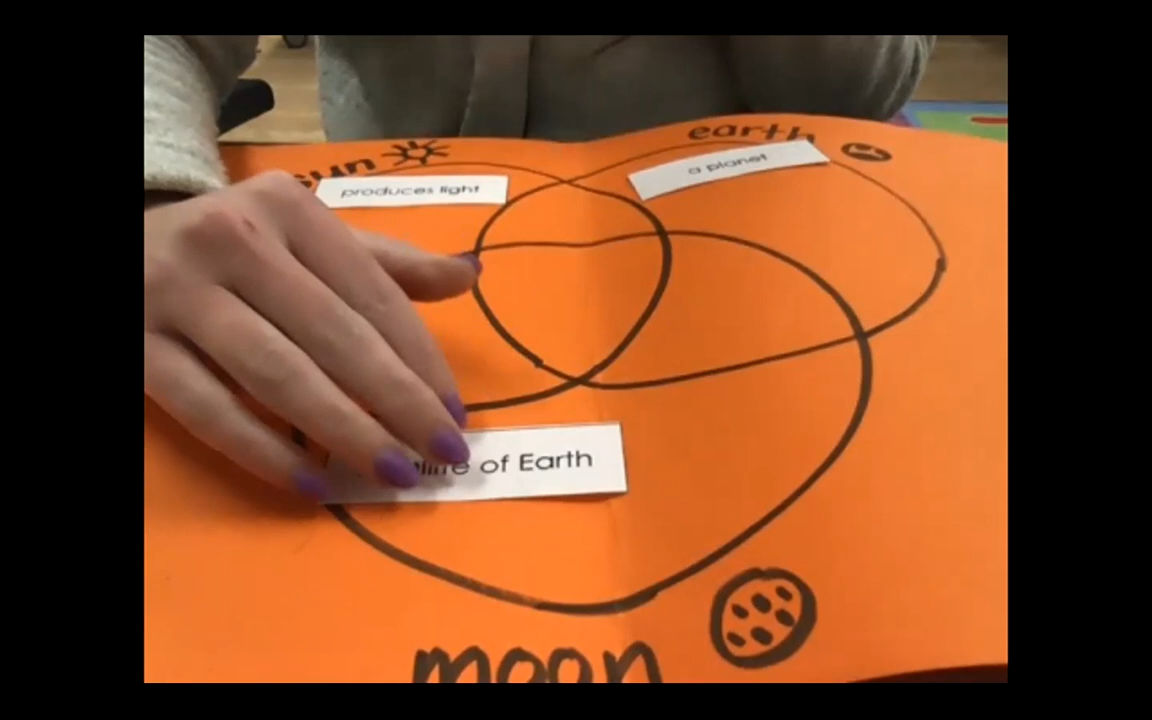 sun
earth
produces light
a planet
of Earth
moon